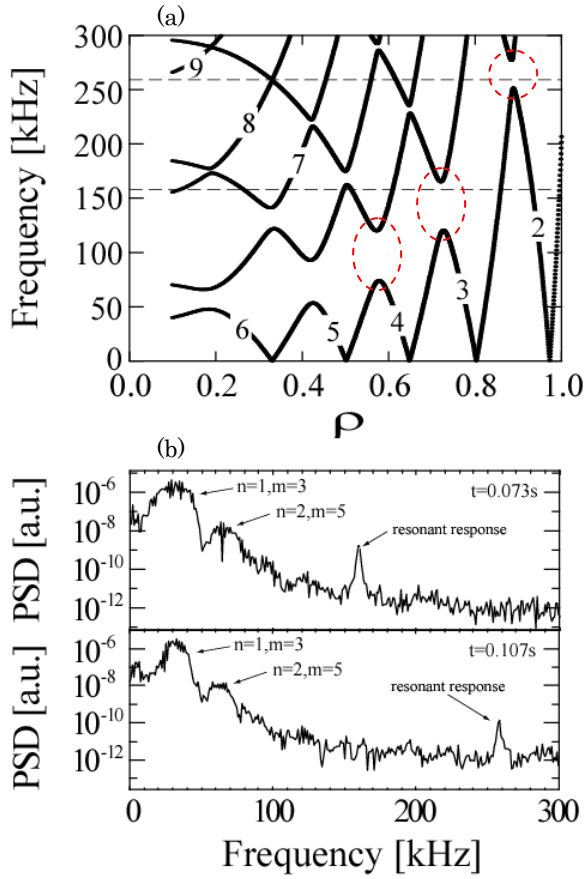 (a)
Frequency [kHz]
300
250
200
150
100
50
0
9
8
7
6
5
4
3
2
0.0 0.2 0.4 0.6 0.8 1.0
ρ
(b)
PSD [a.u.]
10⁻⁶
10⁻⁸
10⁻¹⁰
10⁻¹²
n=1,m=3
n=2,m=5
resonant response
t=0.073s
PSD [a.u.]
10⁻⁶
10⁻⁸
10⁻¹⁰
10⁻¹²
n=1,m=3
n=2,m=5
resonant response
t=0.107s
0 100 200 300
Frequency [kHz]